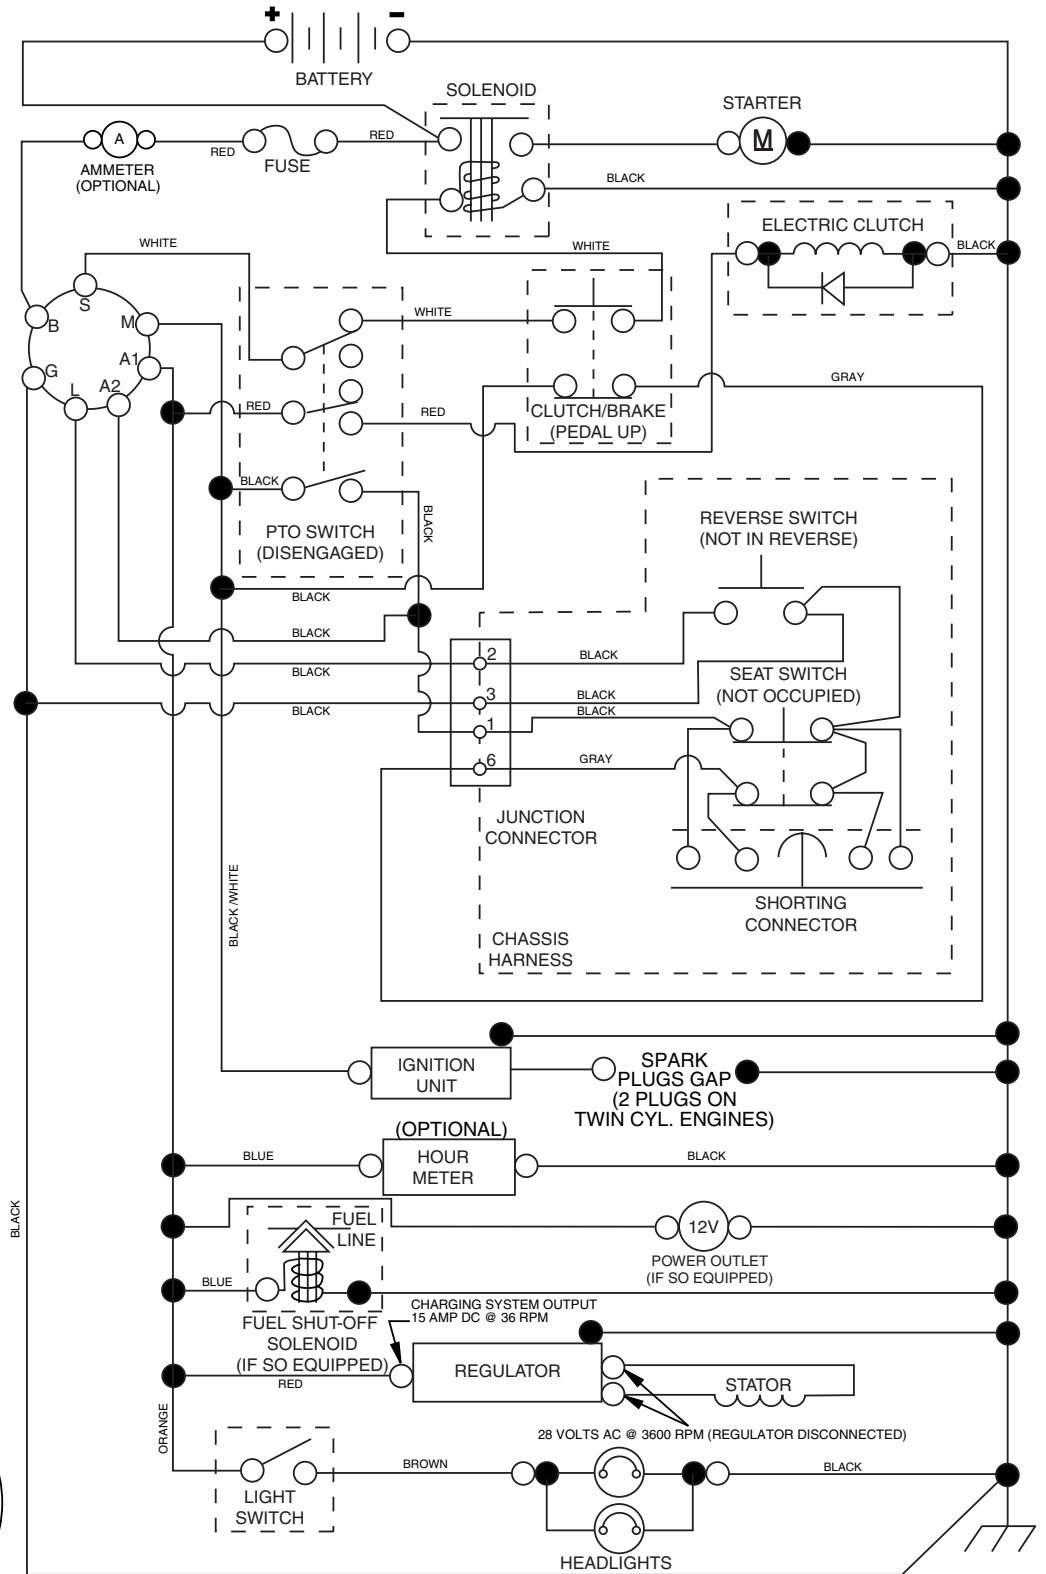 + -
BATTERY
SOLENOID
STARTER
A
RED
FUSE
RED
M
AMMETER
(OPTIONAL)
BLACK
ELECTRIC CLUTCH
WHITE
WHITE
BLACK
S
B
M
WHITE
A1
G
A2
L
RED
RED
GRAY
CLUTCH/BRAKE
(PEDAL UP)
BLACK
BLACK
PTO SWITCH
(DISENGAGED)
REVERSE SWITCH
(NOT IN REVERSE)
BLACK
BLACK
2
BLACK
BLACK
SEAT SWITCH
(NOT OCCUPIED)
3
BLACK
BLACK
BLACK
1
6
GRAY
JUNCTION
CONNECTOR
BLACK /WHITE
SHORTING
CONNECTOR
CHASSIS
HARNESS
IGNITION
UNIT
SPARK
PLUGS GAP
(2 PLUGS ON
TWIN CYL. ENGINES)
(OPTIONAL)
HOUR
METER
BLUE
BLACK
BLACK
FUEL
LINE
12V
POWER OUTLET
(IF SO EQUIPPED)
BLUE
CHARGING SYSTEM OUTPUT
15 AMP DC @ 36 RPM
FUEL SHUT-OFF
SOLENOID
(IF SO EQUIPPED)
RED
REGULATOR
STATOR
ORANGE
28 VOLTS AC @ 3600 RPM (REGULATOR DISCONNECTED)
BROWN
BLACK
LIGHT
SWITCH
HEADLIGHTS